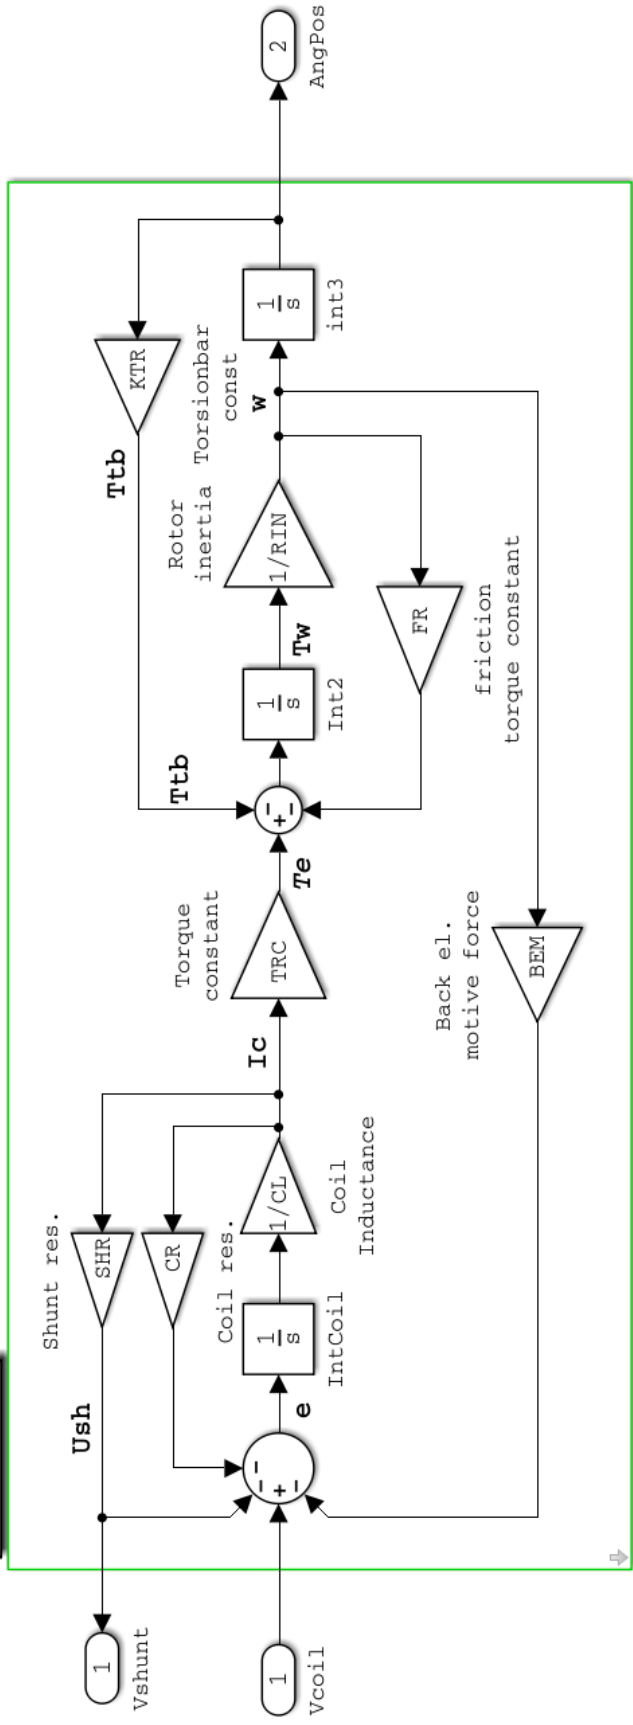 1
Vshunt
Ush
Shunt res.
SHR
CR
Coil res.
1
Vcoil
e
1
s
IntCoil
1/CL
Coil
Inductance
Ic
Torque
constant
TRC
Te
Back el.
motive force
BEM
Ttb
Ttb
KTR
Torsionbar
const
1
s
Int2
Tw
Rotor
inertia
1/RIN
w
FR
friction
torque constant
1
s
int3
2
AngPos